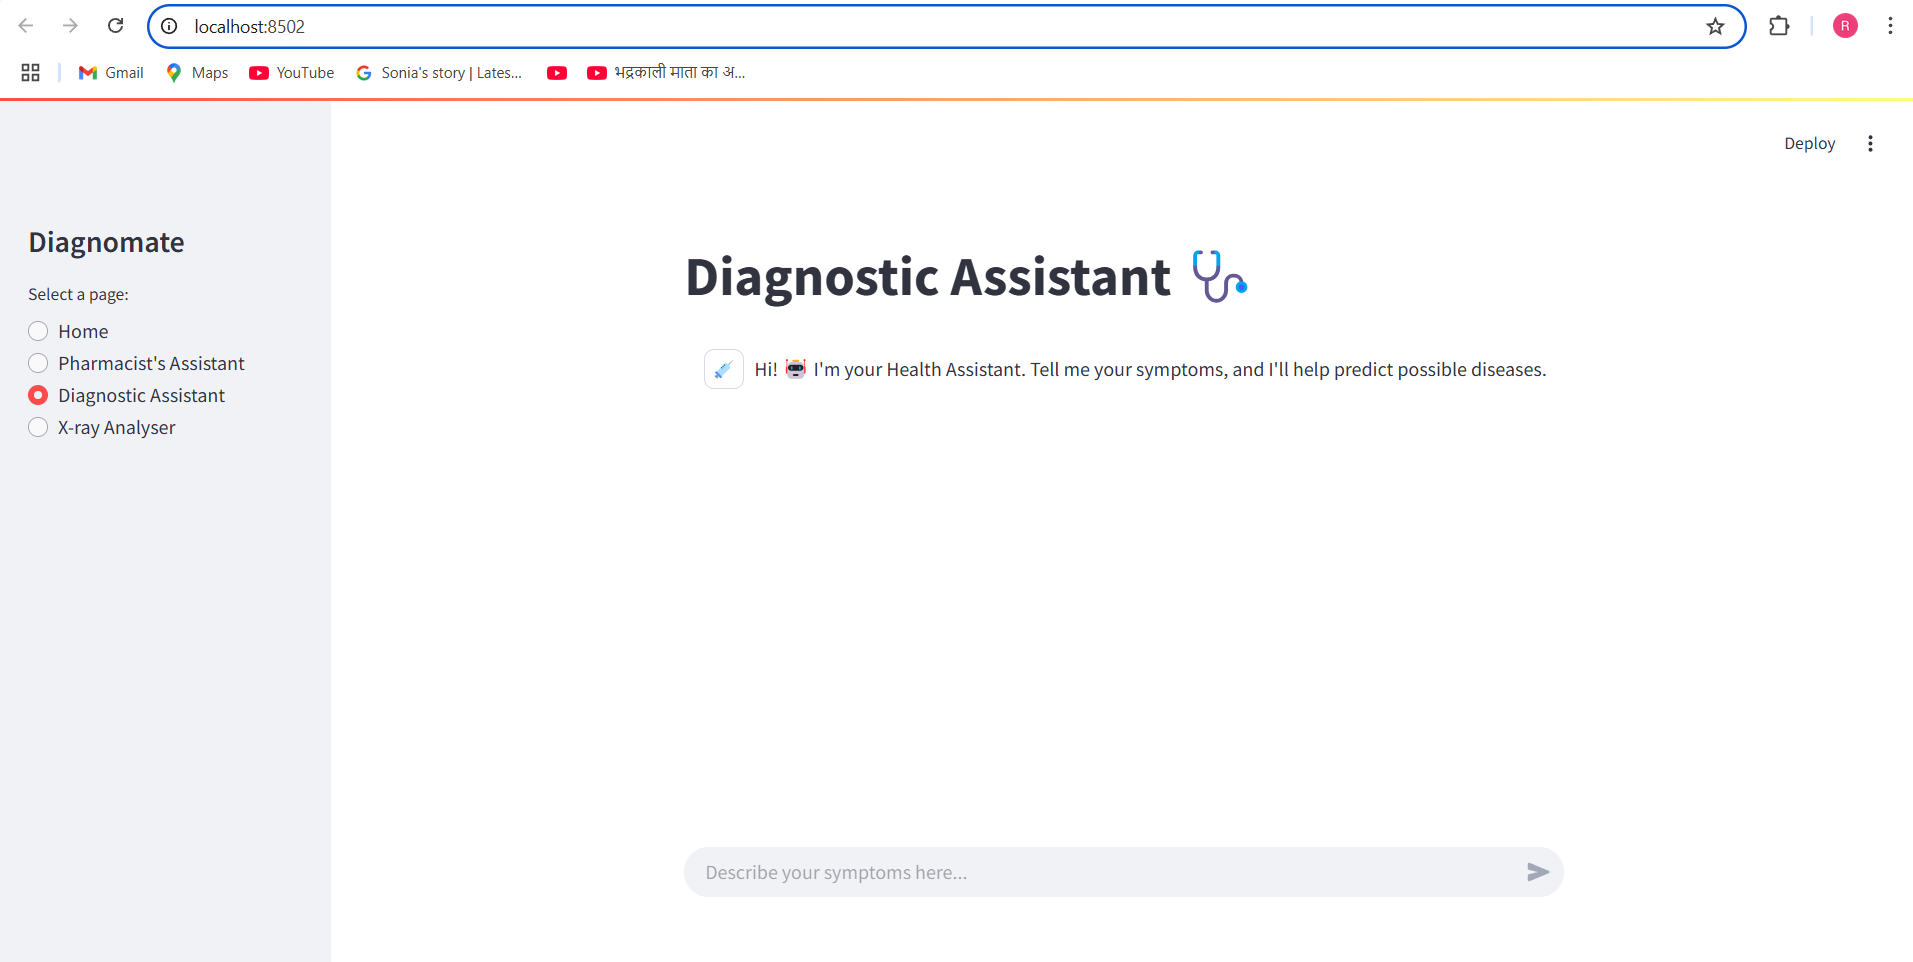 localhost:8502
R
Gmail Maps YouTube Sonia's story | Lates... भद्रकाली माता का अ...
Deploy
Diagnomate
Select a page:
Home
Pharmacist's Assistant
Diagnostic Assistant
X-ray Analyser
Diagnostic Assistant
Hi! I'm your Health Assistant. Tell me your symptoms, and I'll help predict possible diseases.
Describe your symptoms here...